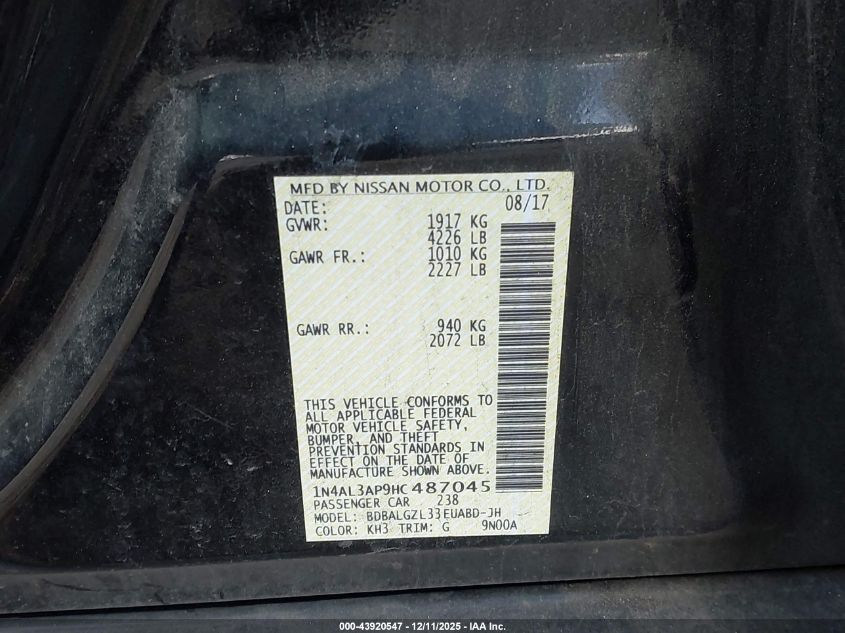 MFD BY NISSAN MOTOR CO., LTD.
DATE: 08/17
GVWR: 1917 KG
4226 LB
GAWR FR.: 1010 KG
2227 LB
GAWR RR.: 940 KG
2072 LB
THIS VEHICLE CONFORMS TO
ALL APPLICABLE FEDERAL
MOTOR VEHICLE SAFETY,
BUMPER, AND THEFT
PREVENTION STANDARDS IN
EFFECT ON THE DATE OF
MANUFACTURE SHOWN ABOVE.
1N4AL3AP9HC487045
PASSENGER CAR 238
MODEL: BDBALGZL33EUABD-JH
COLOR: KH3 TRIM: G 9N00A
000-43920547 - 12/11/2025 - IAA Inc.